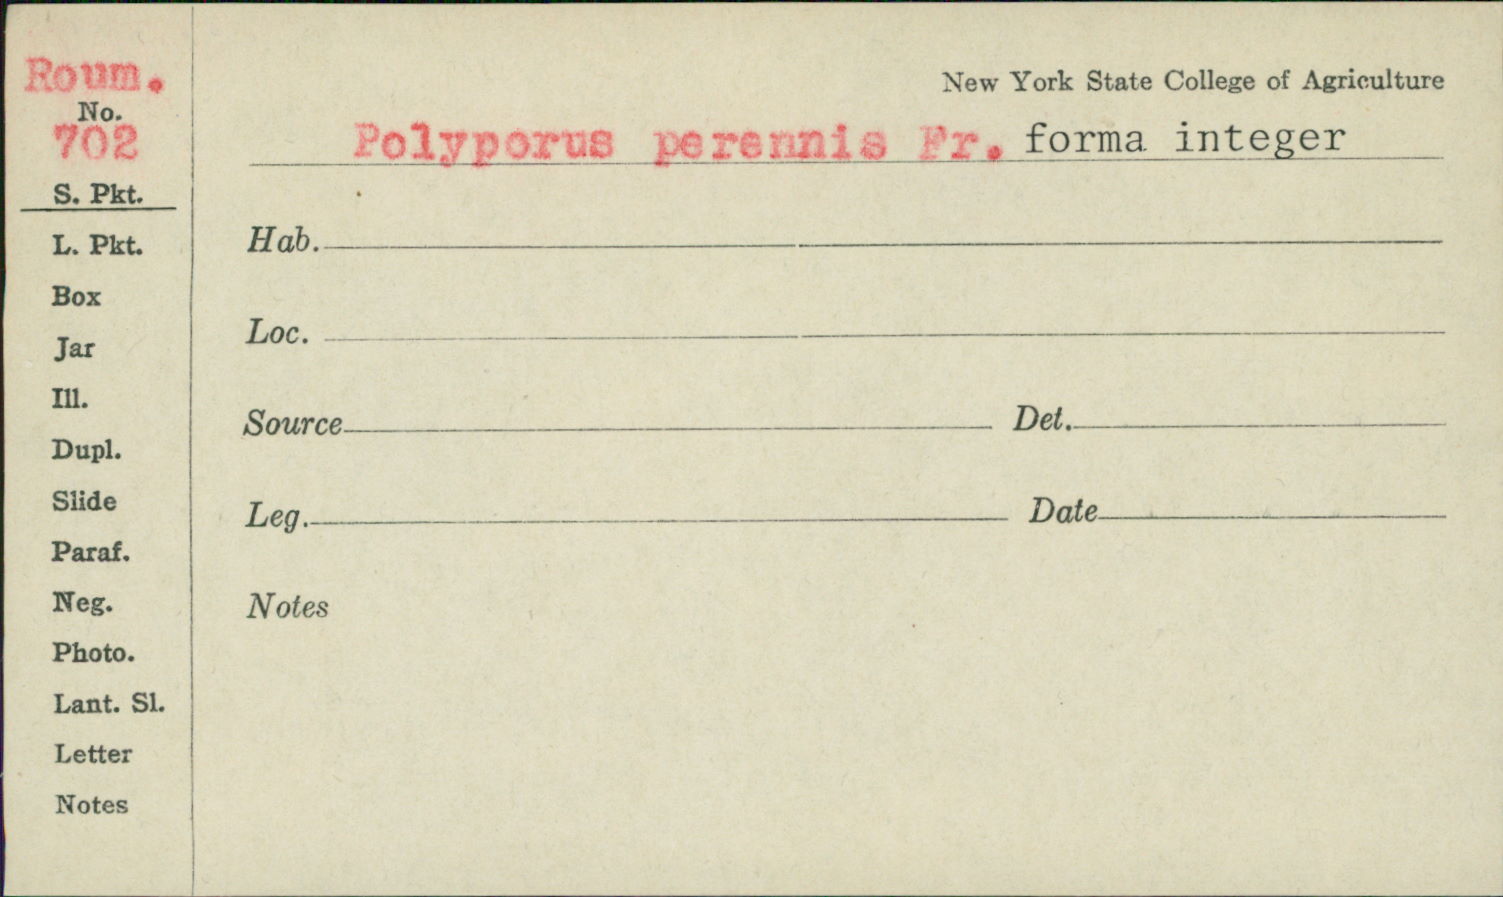 Roum.
No.
702
S. Pkt.
L. Pkt.
Box
Jar
Ill.
Dupl.
Slide
Paraf.
Neg.
Photo.
Lant. Sl.
Letter
Notes
New York State College of Agriculture
Polyporus perennis Fr. forma integer
Hab.
Loc.
Source Det.
Leg. Date
Notes